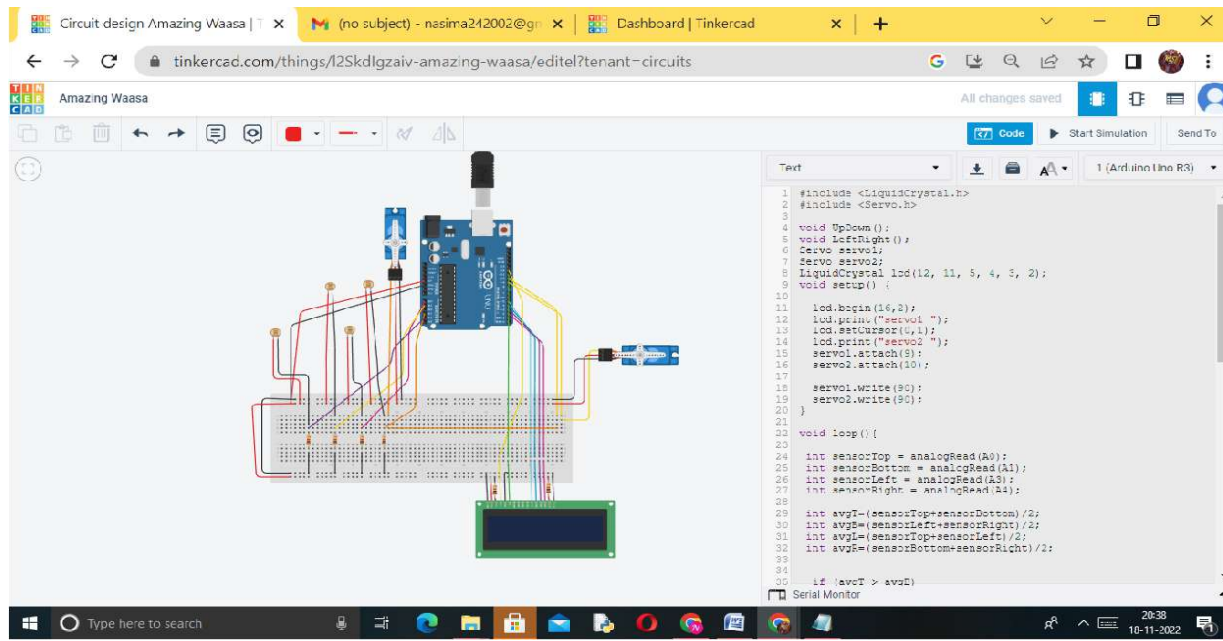 Circuit design Amazing Waasa | T
(no subject) - nasima242002@gm
Dashboard | Tinkercad
tinkercad.com/things/l2Skdlgzaiv-amazing-waasa/editel?tenant=circuits
TIN
KER
CAD
Amazing Waasa
All changes saved
Code
Start Simulation
Send To
Text
1 (Arduino Uno R3)
1 #include <LiquidCrystal.h>
2 #include <Servo.h>
3
4 void UpDown();
5 void LeftRight();
6 Servo servo1;
7 Servo servo2;
8 LiquidCrystal lcd(12, 11, 5, 4, 3, 2);
9 void setup() {
10
11 lcd.begin(16,2);
12 lcd.print("servo1 ");
13 lcd.setCursor(0,1);
14 lcd.print("servo2 ");
15 servo1.attach(9);
16 servo2.attach(10);
17
18 servo1.write(90);
19 servo2.write(90);
20 }
21
22 void loop(){
23
24 int sensorTop = analogRead(A0);
25 int sensorBottom = analogRead(A1);
26 int sensorLeft = analogRead(A3);
27 int sensorRight = analogRead(A4);
28
29 int avgT=(sensorTop+sensorBottom)/2;
30 int avgB=(sensorLeft+sensorRight)/2;
31 int avgL=(sensorTop+sensorLeft)/2;
32 int avgR=(sensorBottom+sensorRight)/2;
33
34
35 if (avgT > avgB)
Serial Monitor
ARDUINO
UNO
Type here to search
20:38
18-11-2022